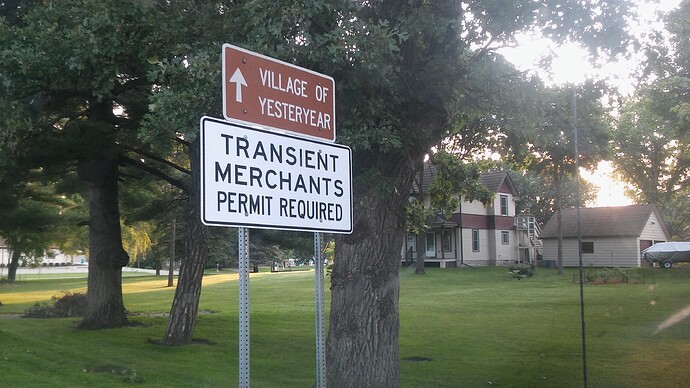 VILLAGE OF
YESTERYEAR
TRANSIENT
MERCHANTS
PERMIT REQUIRED